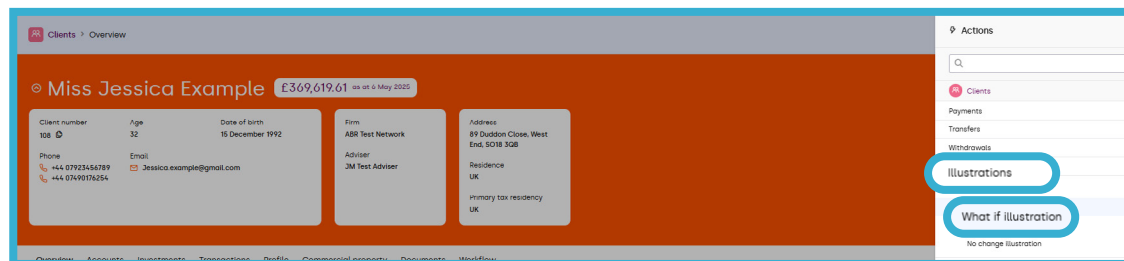 Clients > Overview
Miss Jessica Example £369,619.61 as at 6 May 2025
Client number Age Date of birth
108 32 15 December 1992
Phone Email
+44 07923456789 Jessica.example@gmail.com
+44 07490176254
Firm
ABR Test Network
Adviser
JM Test Adviser
Address
89 Duddon Close, West
End, SO18 3QB
Residence
UK
Primary tax residency
UK
Overview Accounts Investments Transactions Profile Commercial property Documents Workflow
Actions
Clients
Payments
Transfers
Withdrawals
Illustrations
What if illustration
No change illustration